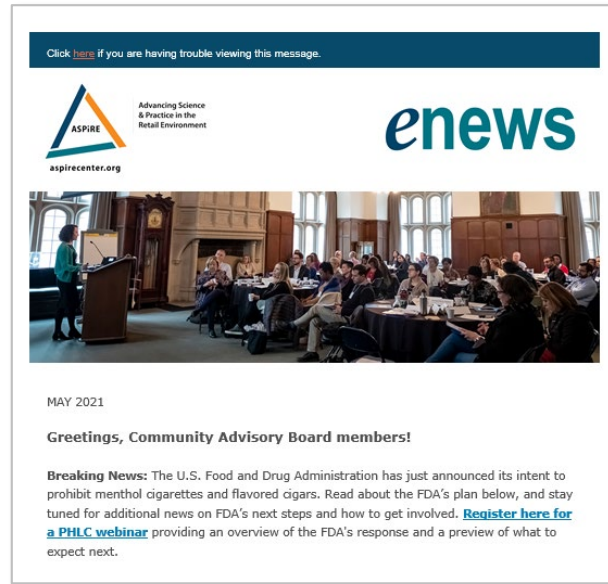 Click here if you are having trouble viewing this message.
ASPiRE
Advancing Science
& Practice in the
Retail Environment
aspirecenter.org
enews
MAY 2021
Greetings, Community Advisory Board members!
Breaking News: The U.S. Food and Drug Administration has just announced its intent to
prohibit menthol cigarettes and flavored cigars. Read about the FDA's plan below, and stay
tuned for additional news on FDA's next steps and how to get involved. Register here for
a PHLC webinar providing an overview of the FDA's response and a preview of what to
expect next.